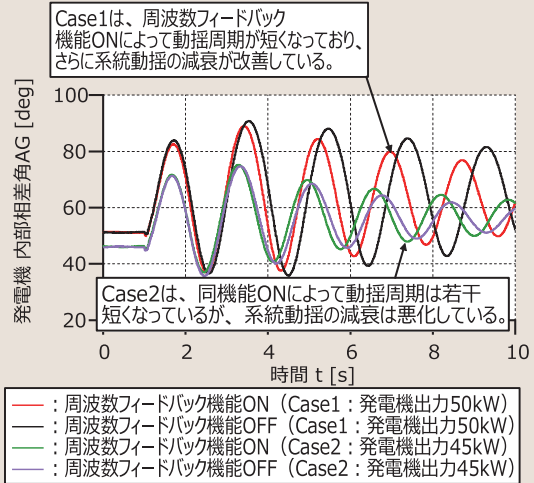 Case1は、周波数フィードバック
機能ONによって動揺周期が短くなっており、
さらに系統動揺の減衰が改善している。
発電機 内部相差角AG [deg]
100
80
60
40
20
Case2は、同機能ONによって動揺周期は若干
短くなっているが、系統動揺の減衰は悪化している。
0 2 4 6 8 10
時間 t [s]
：周波数フィードバック機能ON（Case1：発電機出力50kW）
：周波数フィードバック機能OFF（Case1：発電機出力50kW）
：周波数フィードバック機能ON（Case2：発電機出力45kW）
：周波数フィードバック機能OFF（Case2：発電機出力45kW）